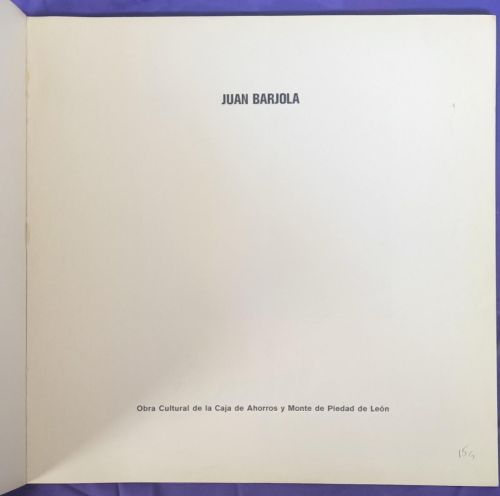 JUAN BARJOLA
Obra Cultural de la Caja de Ahorros y Monte de Piedad de León